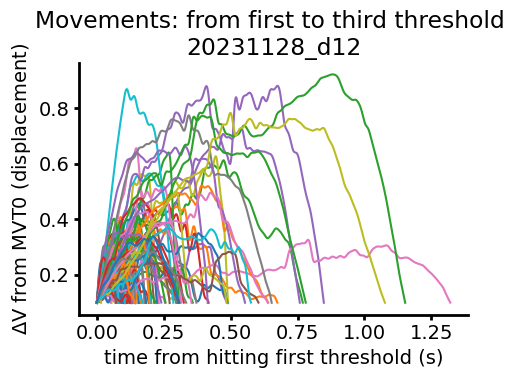 Movements: from first to third threshold
20231128_d12
ΔV from MVT0 (displacement)
0.8
0.6
0.4
0.2
0.00 0.25 0.50 0.75 1.00 1.25
time from hitting first threshold (s)